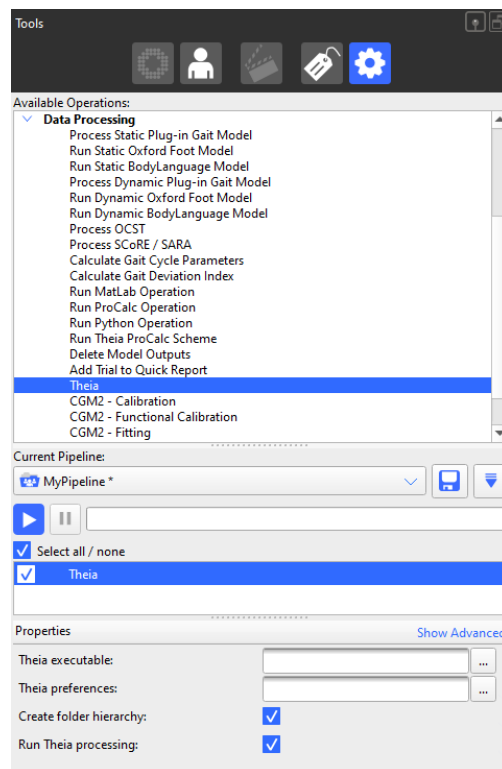 Tools
Available Operations:
Data Processing
Process Static Plug-in Gait Model
Run Static Oxford Foot Model
Run Static BodyLanguage Model
Process Dynamic Plug-in Gait Model
Run Dynamic Oxford Foot Model
Run Dynamic BodyLanguage Model
Process OCST
Process SCoRE / SARA
Calculate Gait Cycle Parameters
Calculate Gait Deviation Index
Run MatLab Operation
Run ProCalc Operation
Run Python Operation
Run Theia ProCalc Scheme
Delete Model Outputs
Add Trial to Quick Report
Theia
CGM2 - Calibration
CGM2 - Functional Calibration
CGM2 - Fitting
Current Pipeline:
MyPipeline *
Select all / none
Theia
Properties Show Advanced
Theia executable: ...
Theia preferences: ...
Create folder hierarchy:
Run Theia processing: